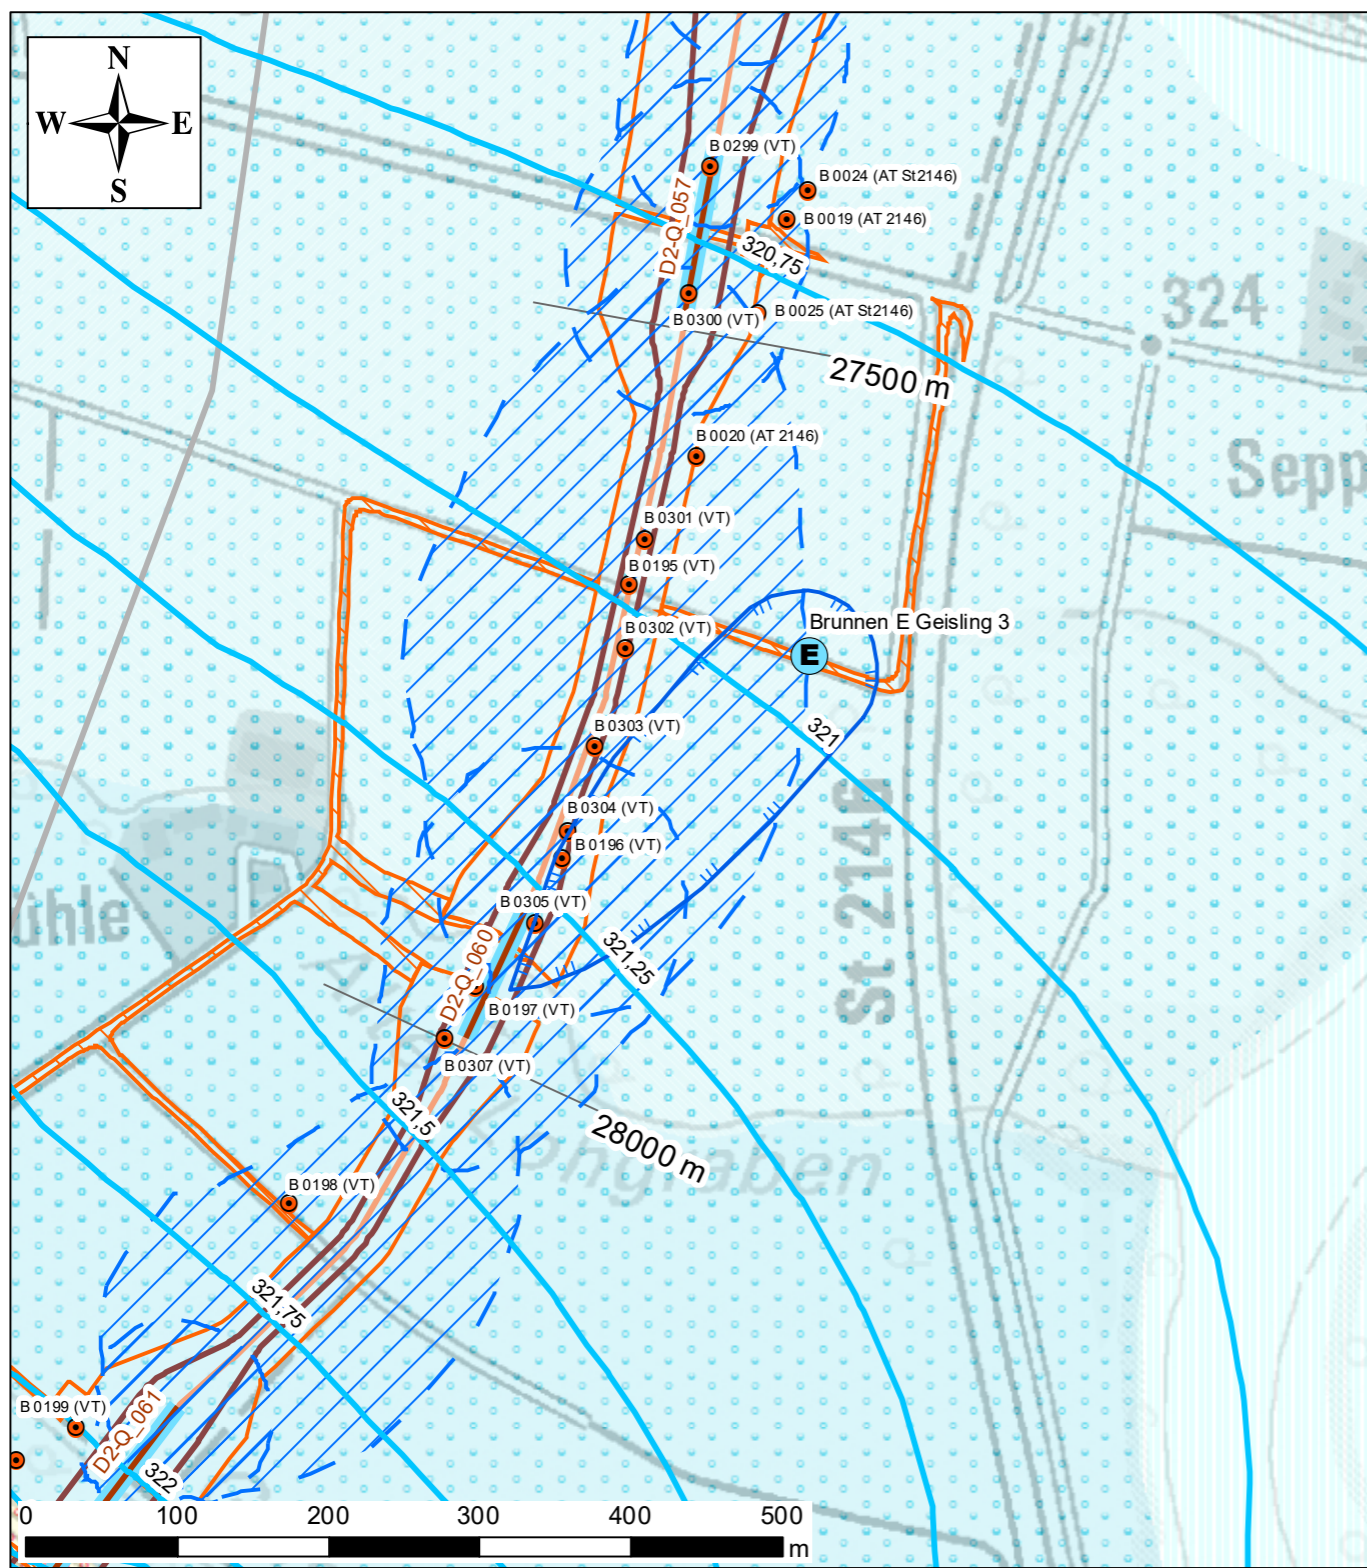 N
W E
S
B 0299 (VT)
B 0024 (AT St2146)
B 0019 (AT 2146)
D2-Q_057
320,75
B 0025 (AT St2146)
B 0300 (VT)
324
27500 m
B 0020 (AT 2146)
Sepp
B 0301 (VT)
B 0195 (VT)
B 0302 (VT)
Brunnen E Geisling 3
E
B 0303 (VT)
321
St 2146
B 0304 (VT)
B 0196 (VT)
ühle
B 0305 (VT)
321,25
D2-Q_060
B 0197 (VT)
B 0307 (VT)
321,5
28000 m
B 0198 (VT)
321,75
B 0199 (VT)
D2-Q_061
322
0 100 200 300 400 500
m